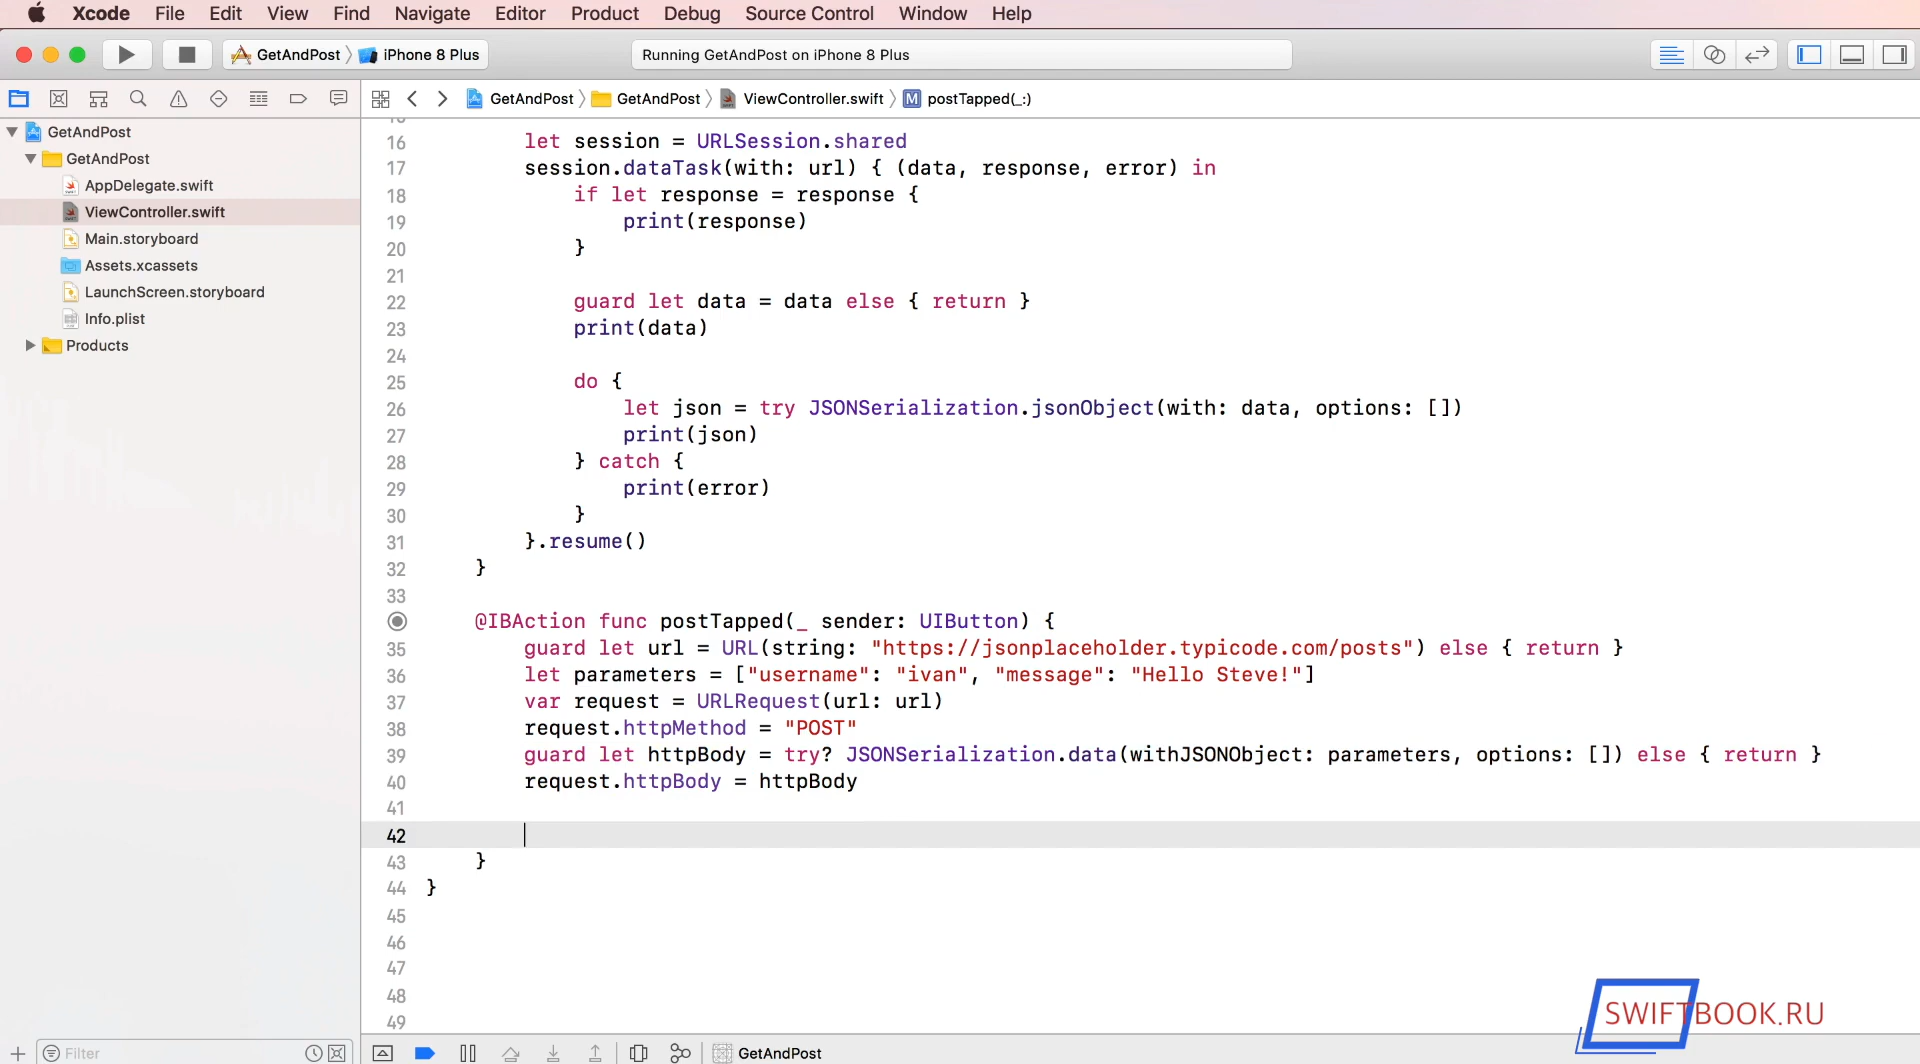 Xcode File Edit View Find Navigate Editor Product Debug Source Control Window Help
GetAndPost iPhone 8 Plus Running GetAndPost on iPhone 8 Plus
GetAndPost GetAndPost ViewController.swift M postTapped(_:)
GetAndPost
GetAndPost
AppDelegate.swift
ViewController.swift
Main.storyboard
Assets.xcassets
LaunchScreen.storyboard
Info.plist
Products
16 let session = URLSession.shared
17 session.dataTask(with: url) { (data, response, error) in
18 if let response = response {
19 print(response)
20 }
21
22 guard let data = data else { return }
23 print(data)
24
25 do {
26 let json = try JSONSerialization.jsonObject(with: data, options: [])
27 print(json)
28 } catch {
29 print(error)
30 }
31 }.resume()
32 }
33
@IBAction func postTapped(_ sender: UIButton) {
35 guard let url = URL(string: "https://jsonplaceholder.typicode.com/posts") else { return }
36 let parameters = ["username": "ivan", "message": "Hello Steve!"]
37 var request = URLRequest(url: url)
38 request.httpMethod = "POST"
39 guard let httpBody = try? JSONSerialization.data(withJSONObject: parameters, options: []) else { return }
40 request.httpBody = httpBody
41
42
43 }
44 }
45
46
47
48
49
SWIFTBOOK.RU
Filter GetAndPost